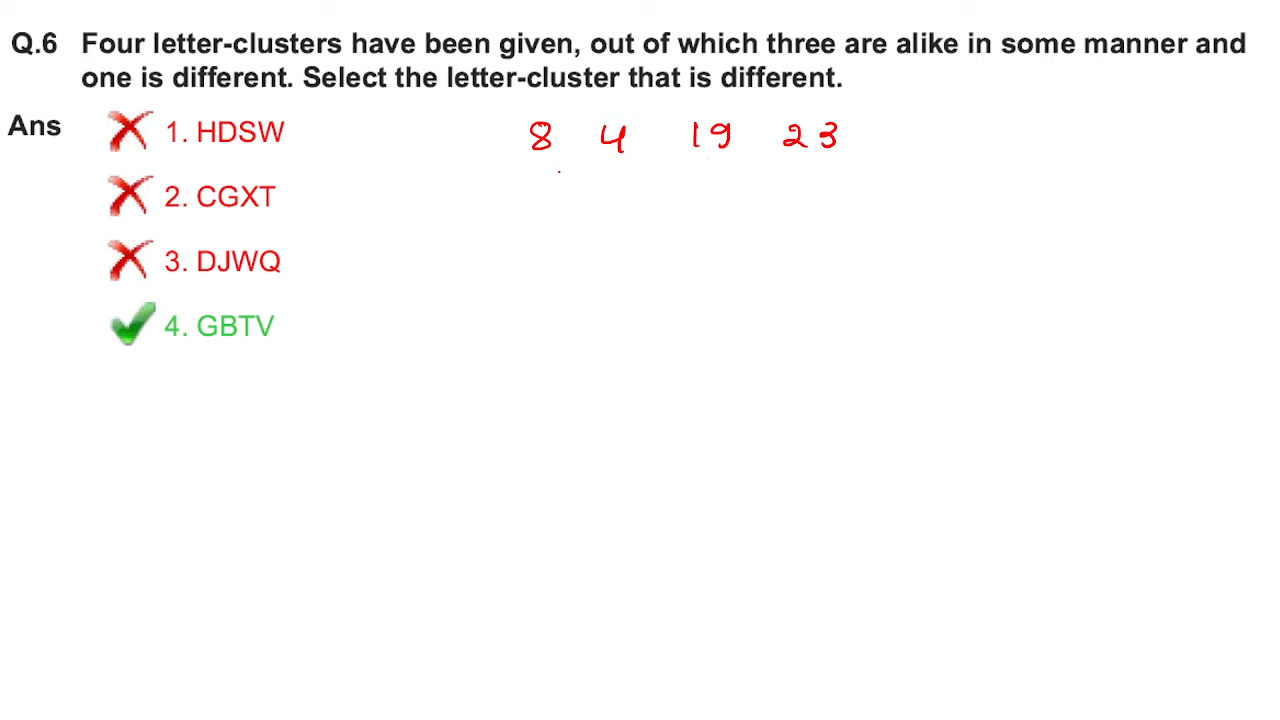 Q.6 Four letter-clusters have been given, out of which three are alike in some manner and
one is different. Select the letter-cluster that is different.
Ans 1. HDSW 8 4 19 23
2. CGXT
3. DJWQ
4. GBTV